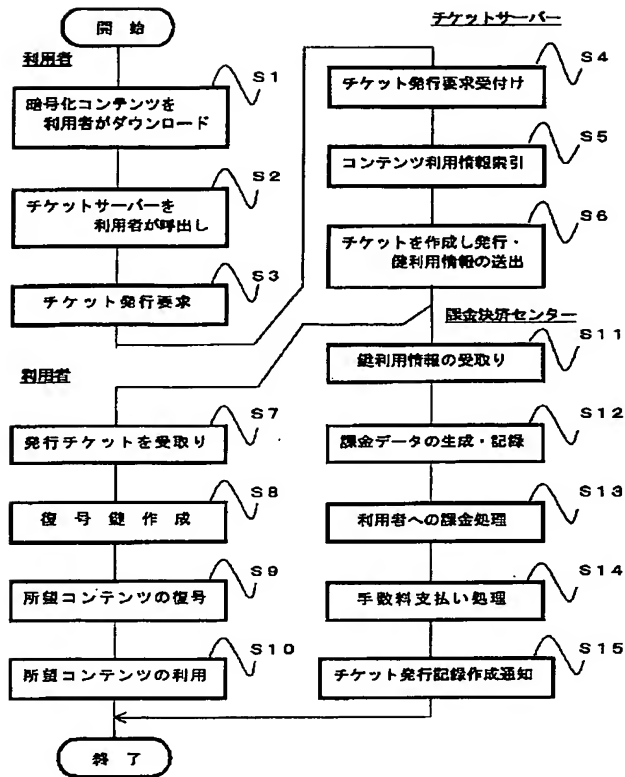 開 始
利用者
S1
暗号化コンテンツを
利用者がダウンロード
S2
チケットサーバーを
利用者が呼出し
S3
チケット発行要求
チケットサーバー
S4
チケット発行要求受付け
S5
コンテンツ利用情報索引
S6
チケットを作成し発行・
鍵利用情報の送出
利用者
S7
発行チケットを受取り
S8
復 号 鍵 作 成
S9
所望コンテンツの復号
S10
所望コンテンツの利用
課金決済センター
S11
鍵利用情報の受取り
S12
課金データの生成・記録
S13
利用者への課金処理
S14
手数料支払い処理
S15
チケット発行記録作成通知
終 了